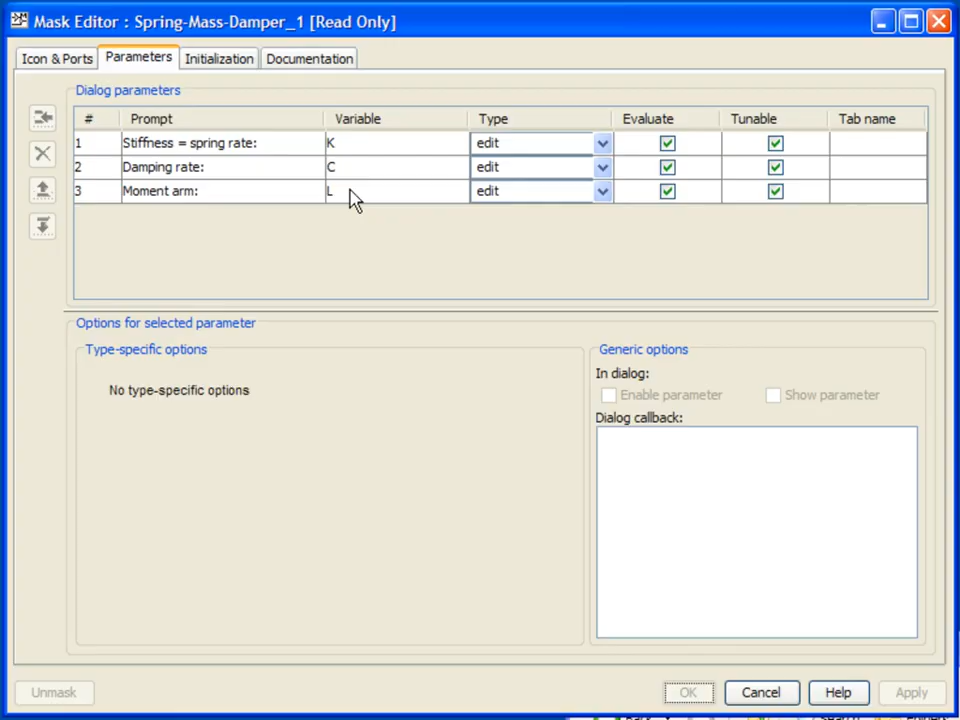 Mask Editor : Spring-Mass-Damper_1 [Read Only]
Icon & Ports Parameters Initialization Documentation
Dialog parameters
# Prompt Variable Type Evaluate Tunable Tab name
1 Stiffness = spring rate: K edit
2 Damping rate: C edit
3 Moment arm: L edit
Options for selected parameter
Type-specific options
No type-specific options
Generic options
In dialog:
Enable parameter Show parameter
Dialog callback:
Unmask OK Cancel Help Apply